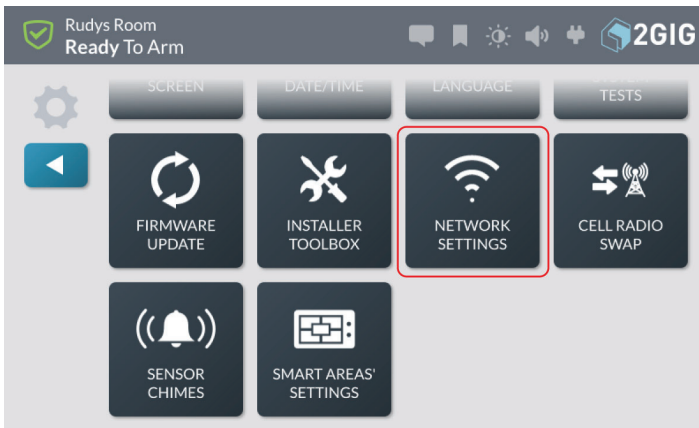 Rudys Room
Ready To Arm
2GIG
SCREEN
DATE/TIME
LANGUAGE
TESTS
FIRMWARE
UPDATE
INSTALLER
TOOLBOX
NETWORK
SETTINGS
CELL RADIO
SWAP
SENSOR
CHIMES
SMART AREAS'
SETTINGS